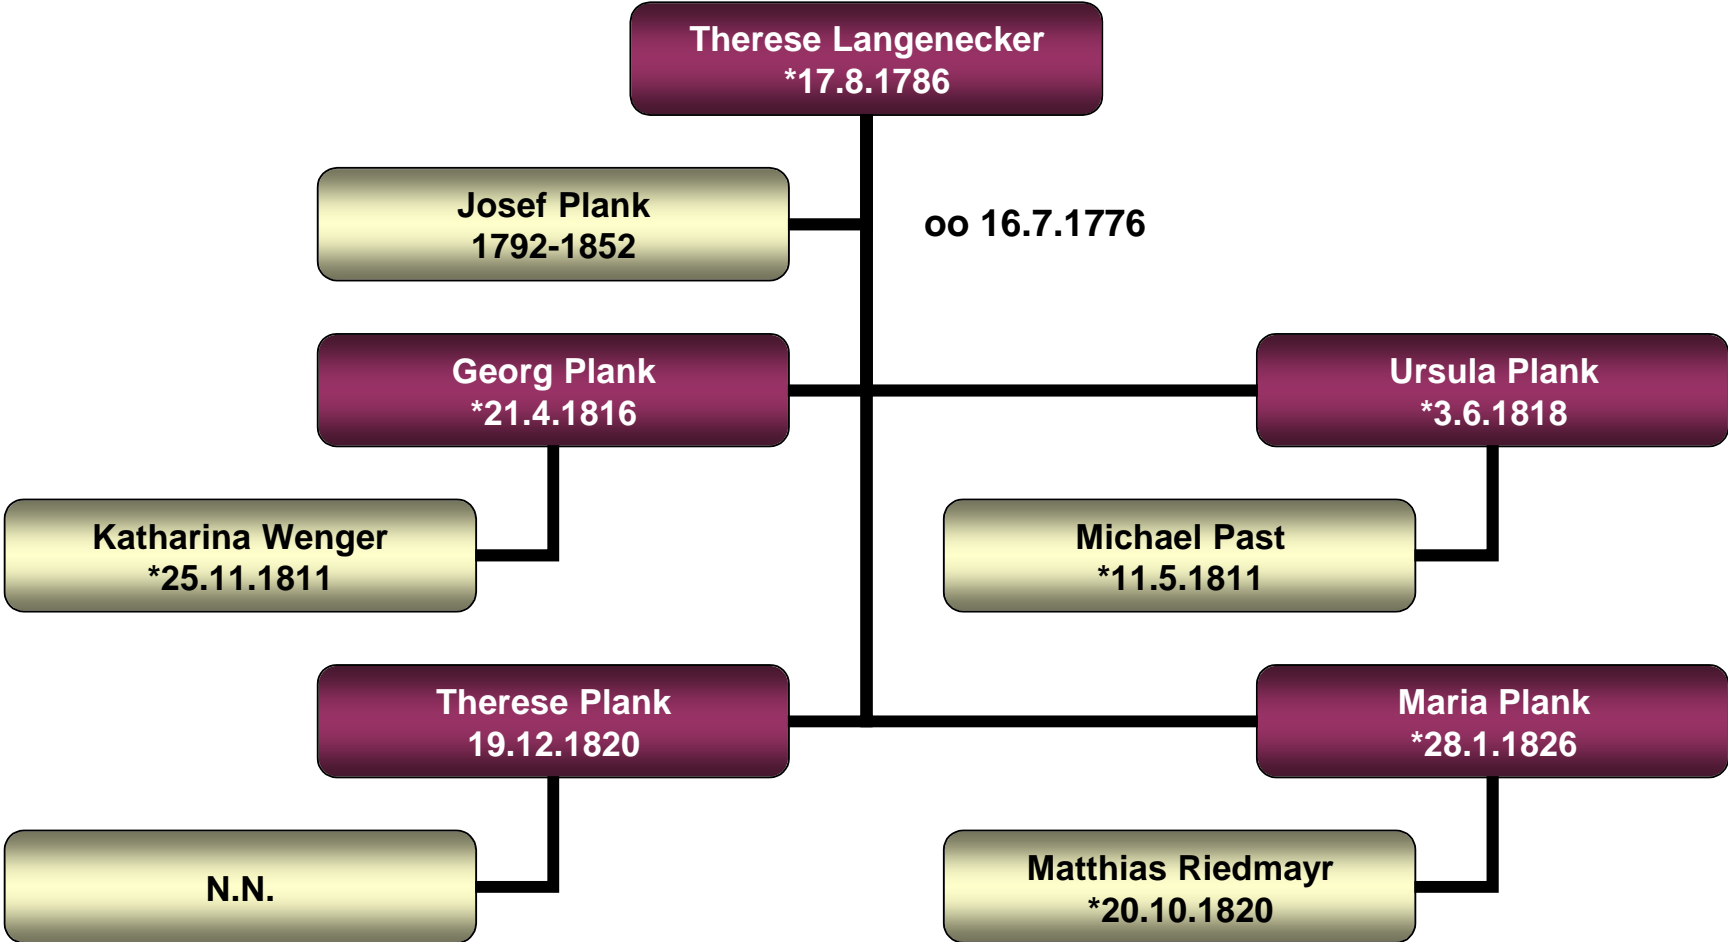 Therese Langenecker
*17.8.1786
Josef Plank
1792-1852
oo 16.7.1776
Georg Plank
*21.4.1816
Ursula Plank
*3.6.1818
Katharina Wenger
*25.11.1811
Michael Past
*11.5.1811
Therese Plank
19.12.1820
Maria Plank
*28.1.1826
N.N.
Matthias Riedmayr
*20.10.1820